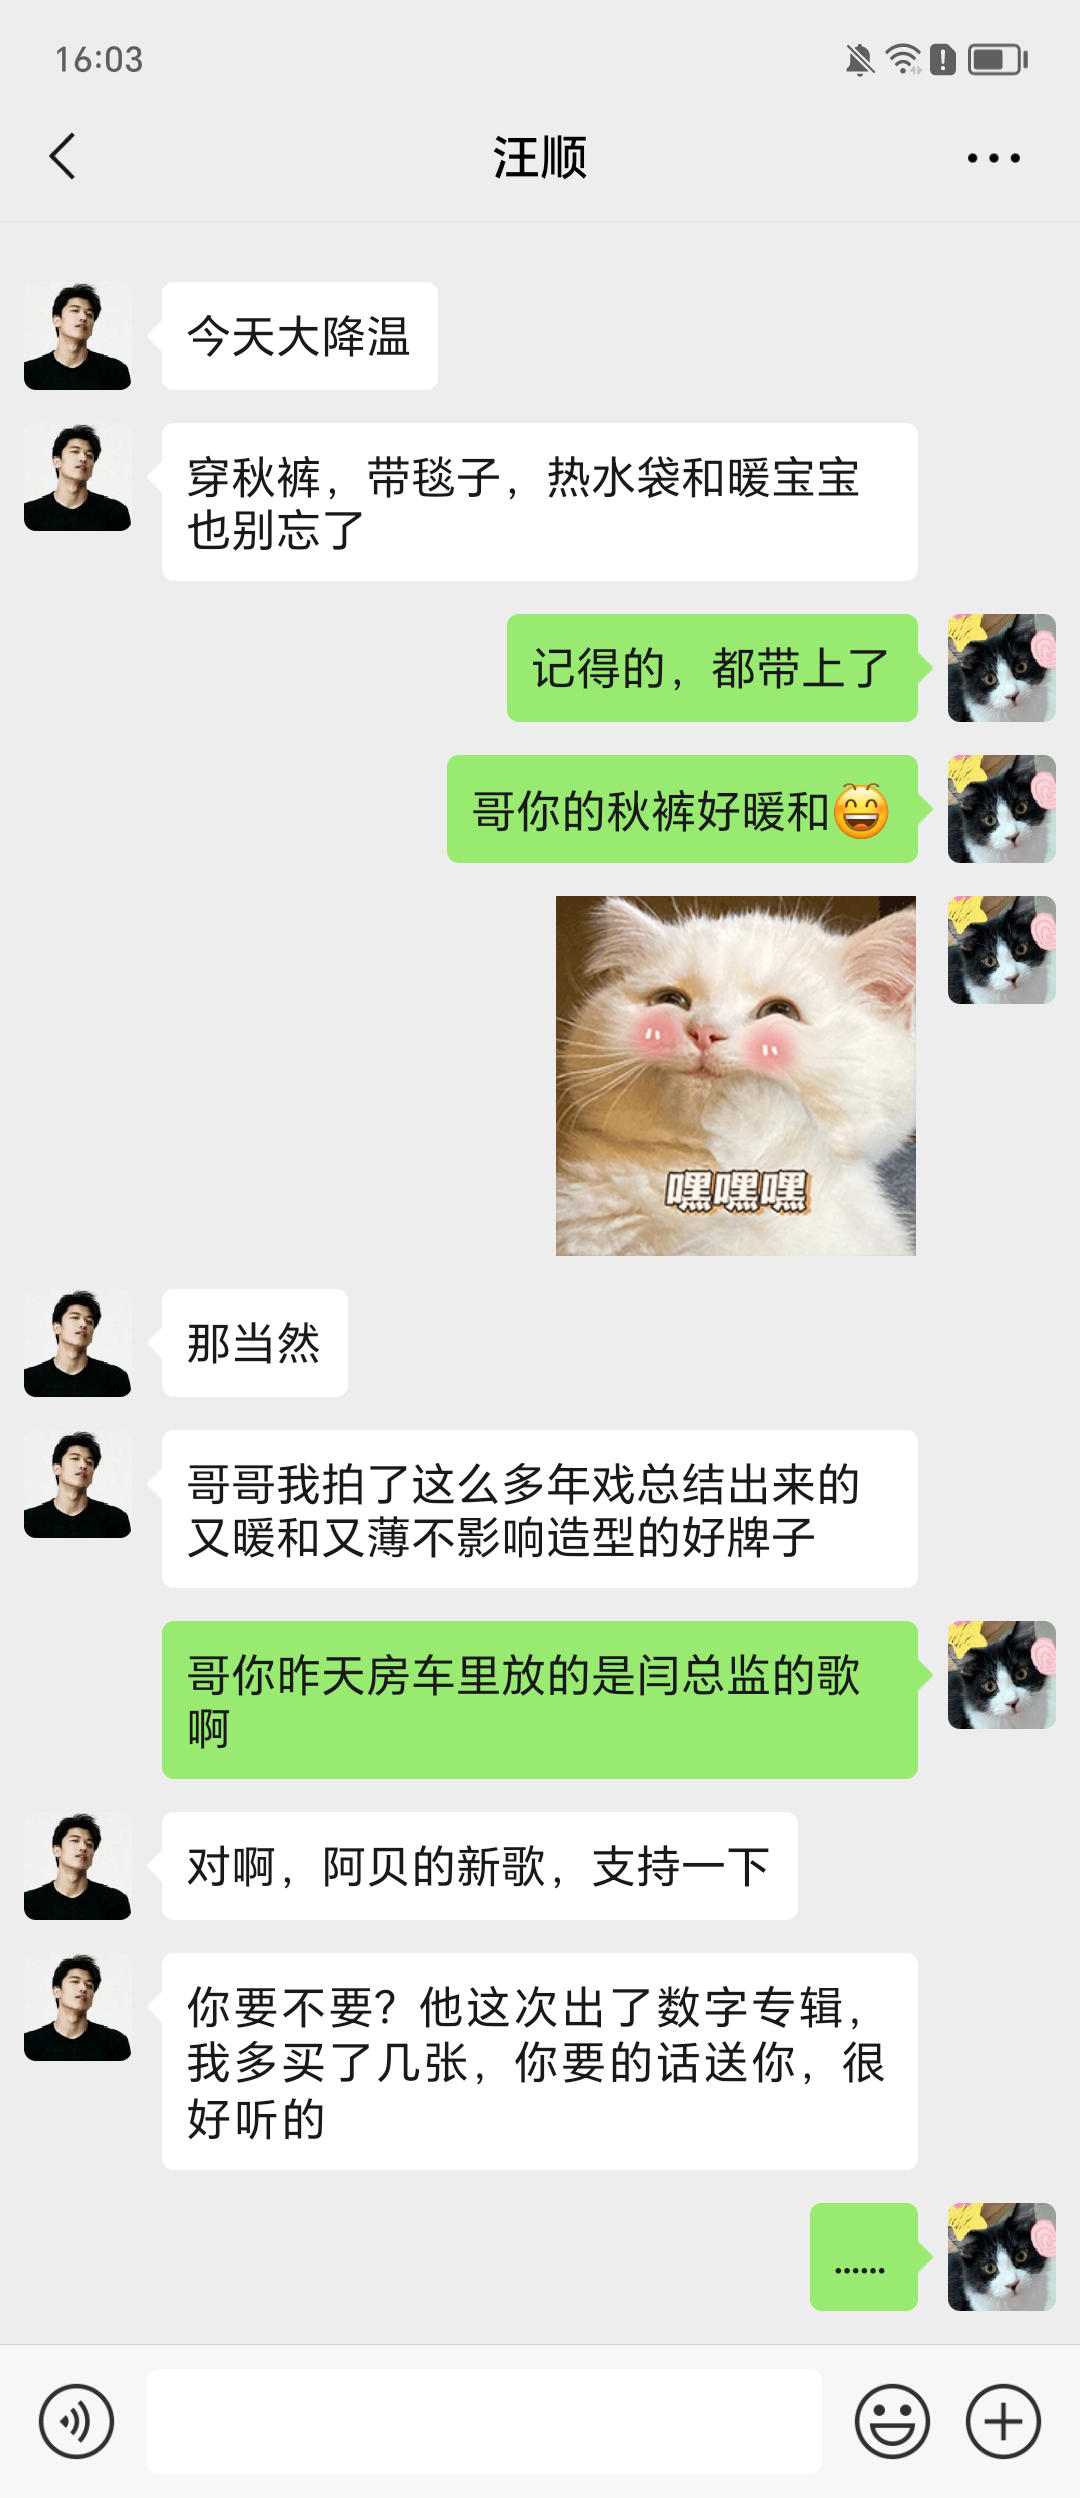 16:03
汪顺
今天大降温
穿秋裤，带毯子，热水袋和暖宝宝
也别忘了
记得的，都带上了
哥你的秋裤好暖和😄
嘿嘿嘿
那当然
哥哥我拍了这么多年戏总结出来的
又暖和又薄不影响造型的好牌子
哥你昨天房车里放的是闫总监的歌
啊
对啊，阿贝的新歌，支持一下
你要不要？他这次出了数字专辑，
我多买了几张，你要的话送你，很
好听的
......